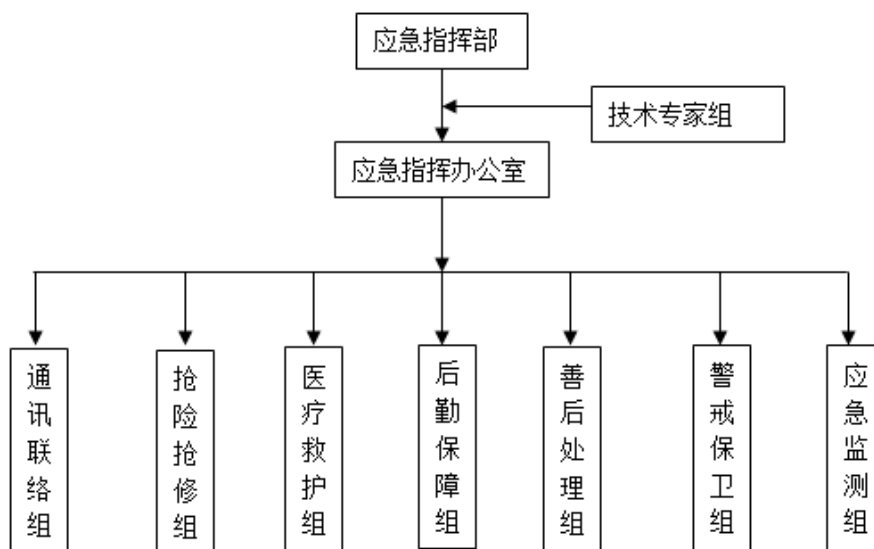 应急指挥部
技术专家组
应急指挥办公室
通讯联络组
抢险抢修组
医疗救护组
后勤保障组
善后处理组
警戒保卫组
应急监测组